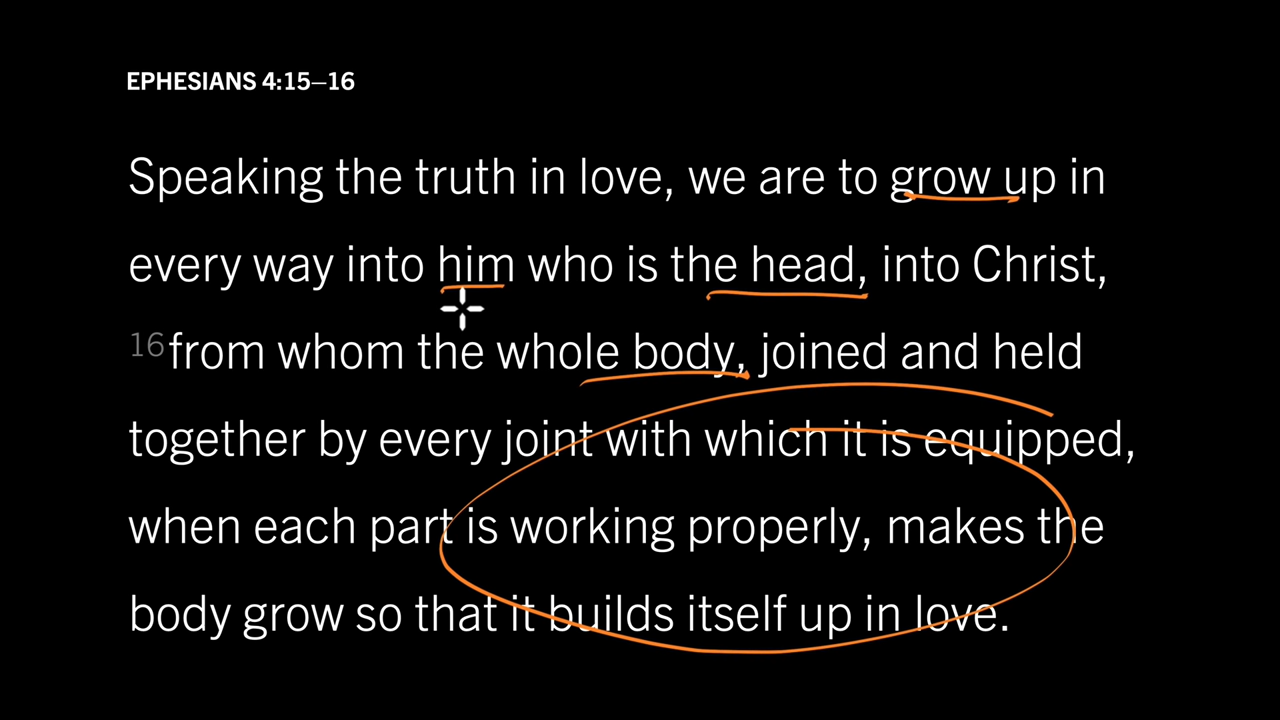 EPHESIANS 4:15–16
Speaking the truth in love, we are to grow up in
every way into him who is the head, into Christ,
16 from whom the whole body, joined and held
together by every joint with which it is equipped,
when each part is working properly, makes the
body grow so that it builds itself up in love.